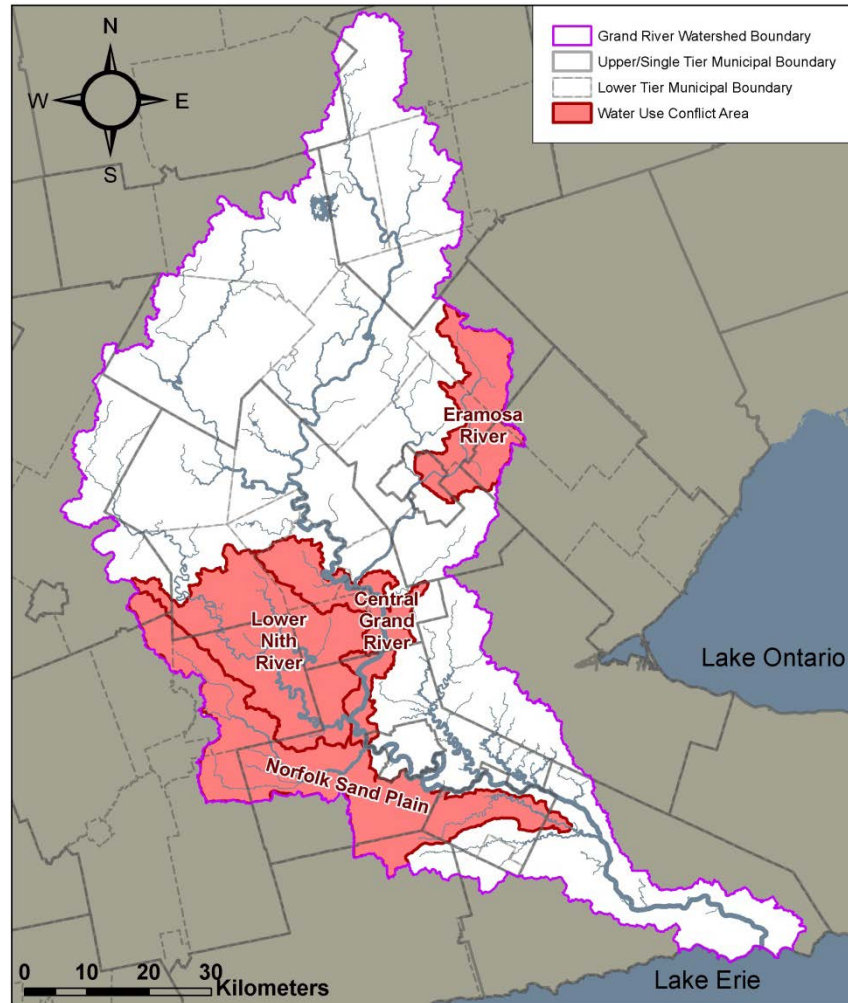 N
W
E
S
Grand River Watershed Boundary
Upper/Single Tier Municipal Boundary
Lower Tier Municipal Boundary
Water Use Conflict Area
Eramosa
River
Central
Grand
River
Lower
Nith
River
Norfolk Sand Plain
Lake Ontario
Lake Erie
0 5 10 20 30
Kilometers